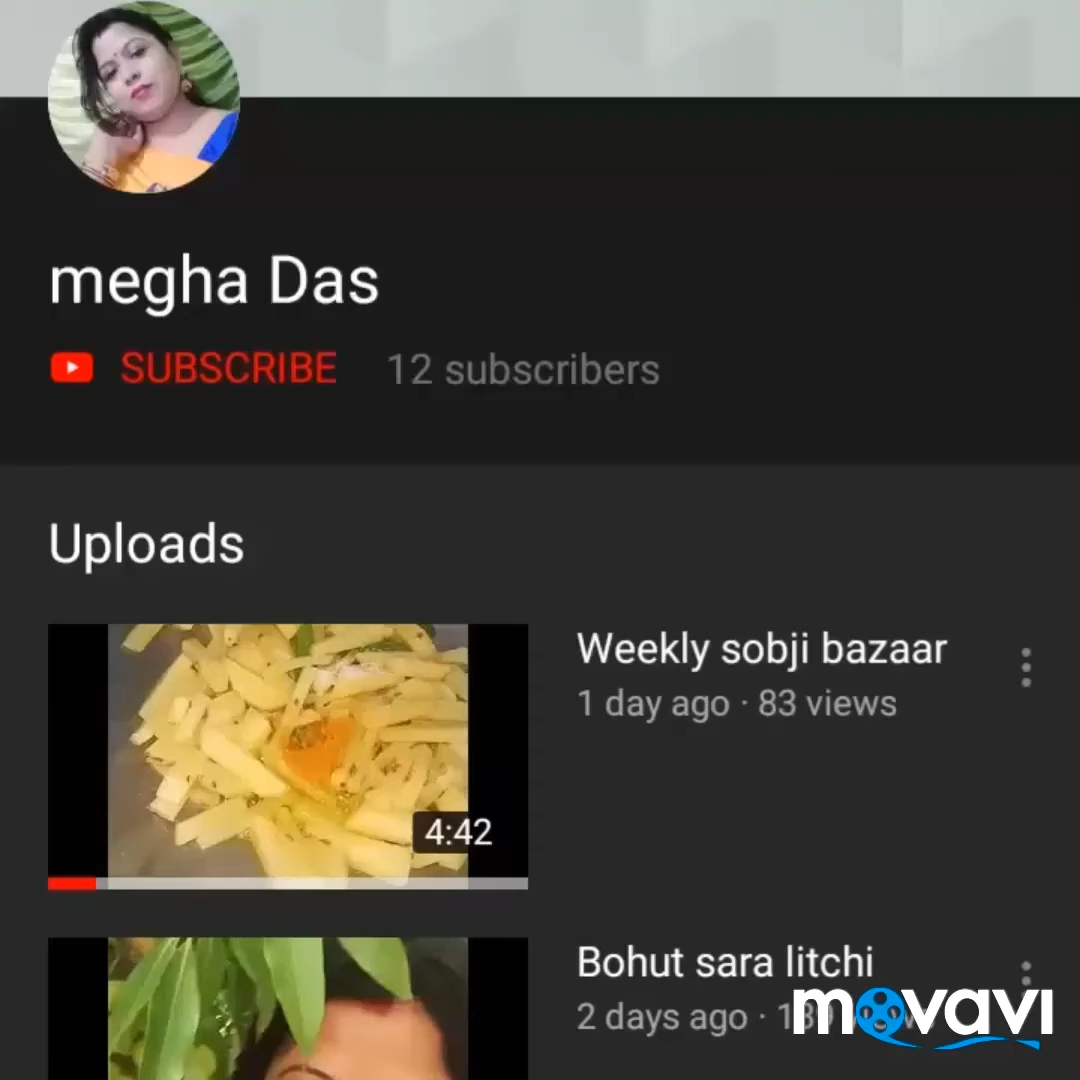 megha Das
SUBSCRIBE 12 subscribers
Uploads
Weekly sobji bazaar
1 day ago · 83 views
4:42
Bohut sara litchi
2 days ago ·
movavi